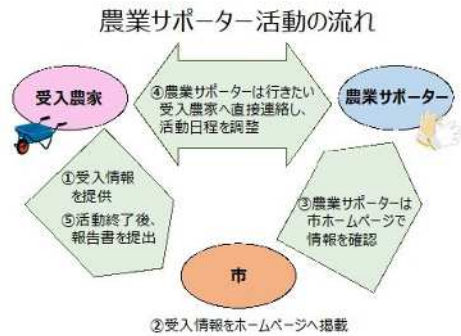 農業サポーター活動の流れ
受入農家
④農業サポーターは行きたい
受入農家へ直接連絡し、
活動日程を調整
農業サポーター
①受入情報
を提供
⑤活動終了後、
報告書を提出
③農業サポーターは
市ホームページで
情報を確認
市
②受入情報をホームページへ掲載